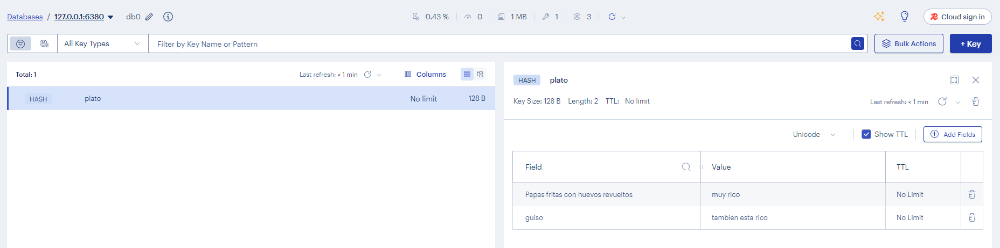 Databases / 127.0.0.1:6380 db0 0.43 % 0 1 MB 1 3 Cloud sign in
All Key Types Filter by Key Name or Pattern Bulk Actions + Key
Total: 1 Last refresh: < 1 min Columns
HASH plato No limit 128 B
HASH plato
Key Size: 128 B Length: 2 TTL: No limit Last refresh: < 1 min
Unicode Show TTL Add Fields
Field Value TTL
Papas fritas con huevos revueltos muy rico No Limit
guiso tambien esta rico No Limit